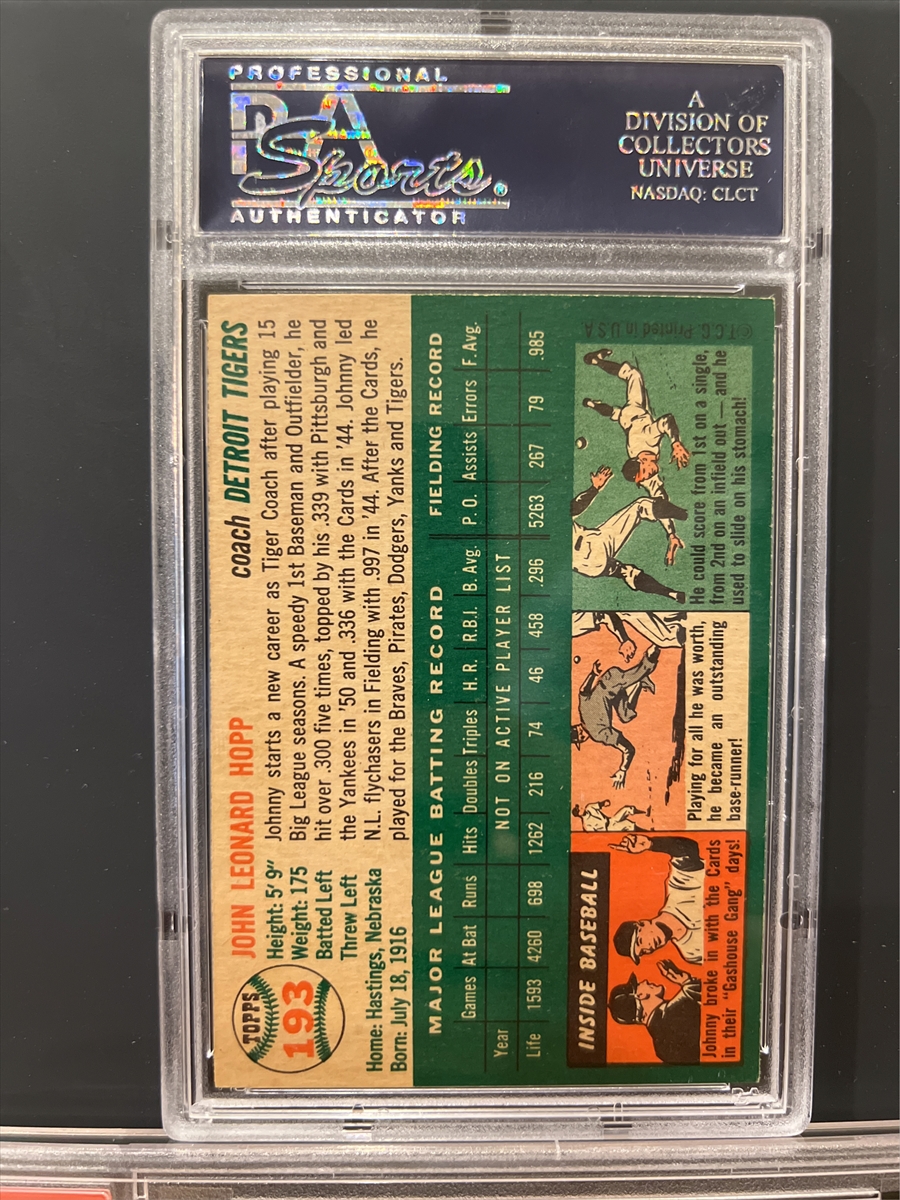 PROFESSIONAL
PSA
Sports®
AUTHENTICATOR
A
DIVISION OF
COLLECTORS
UNIVERSE
NASDAQ: CLCT
TOPPS
193
JOHN LEONARD HOPP
coach DETROIT TIGERS
Height: 5' 9"
Weight: 175
Batted Left
Threw Left
Home: Hastings, Nebraska
Born: July 18, 1916
Johnny starts a new career as Tiger Coach after playing 15
Big League seasons. A speedy 1st Baseman and Outfielder, he
hit over .300 five times, topped by his .339 with Pittsburgh and
the Yankees in '50 and .336 with the Cards in '44. Johnny led
N.L. flychasers in Fielding with .997 in '44. After the Cards, he
played for the Braves, Pirates, Dodgers, Yanks and Tigers.
MAJOR LEAGUE BATTING RECORD FIELDING RECORD
Games At Bat Runs Hits Doubles Triples H.R. R.B.I. B. Avg. P. O. Assists Errors F. Avg.
Year NOT ON ACTIVE PLAYER LIST
Life 1593 4260 698 1262 216 74 46 458 .296 5263 267 79 .985
INSIDE BASEBALL
Johnny broke in with the Cards
in their "Gashouse Gang" days!
Playing for all he was worth,
he became an outstanding
base-runner!
He could score from 1st on a single,
from 2nd on an infield out — and he
used to slide on his stomach!
©T.C.G. Printed in U.S.A